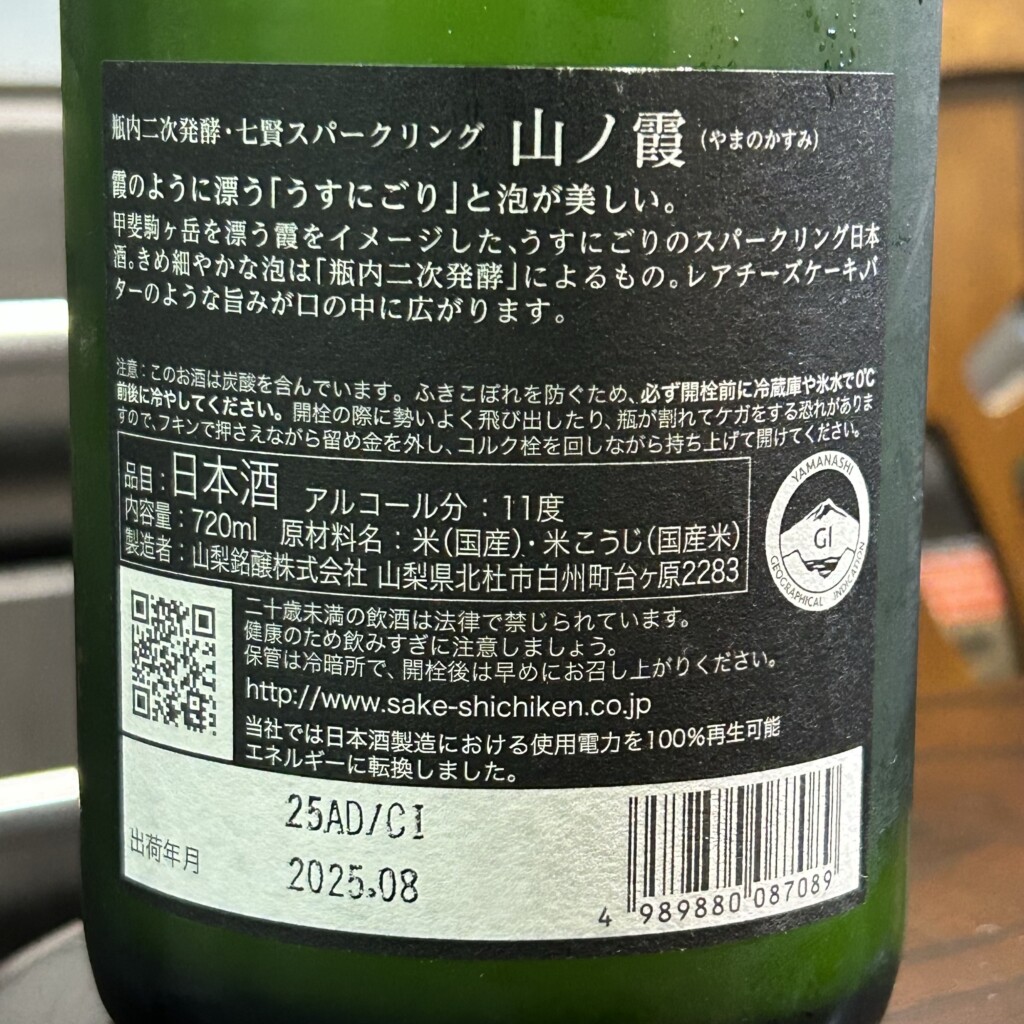 瓶内二次発酵・七賢スパークリング 山ノ霞 (やまのかすみ)
霞のように漂う「うすにごり」と泡が美しい。
甲斐駒ヶ岳を漂う霞をイメージした、うすにごりのスパークリング日本
酒。きめ細やかな泡は「瓶内二次発酵」によるもの。レアチーズケーキ、バ
ターのような旨みが口の中に広がります。
注意：このお酒は炭酸を含んでいます。ふきこぼれを防ぐため、必ず開栓前に冷蔵庫や氷水で0℃
前後に冷やしてください。開栓の際に勢いよく飛び出したり、瓶が割れてケガをする恐れがありま
すので、フキンで押さえながら留め金を外し、コルク栓を回しながら持ち上げて開けてください。
品目：日本酒 アルコール分：11度
内容量：720ml 原材料名：米(国産)・米こうじ(国産米)
製造者：山梨銘醸株式会社 山梨県北杜市白州町台ヶ原2283
YAMANASHI
GI
GEOGRAPHICAL INDICATION
二十歳未満の飲酒は法律で禁じられています。
健康のため飲みすぎに注意しましょう。
保管は冷暗所で、開栓後は早めにお召し上がりください。
http://www.sake-shichiken.co.jp
当社では日本酒製造における使用電力を100%再生可能
エネルギーに転換しました。
25AD/CI
出荷年月
2025.08
4 989880 087089